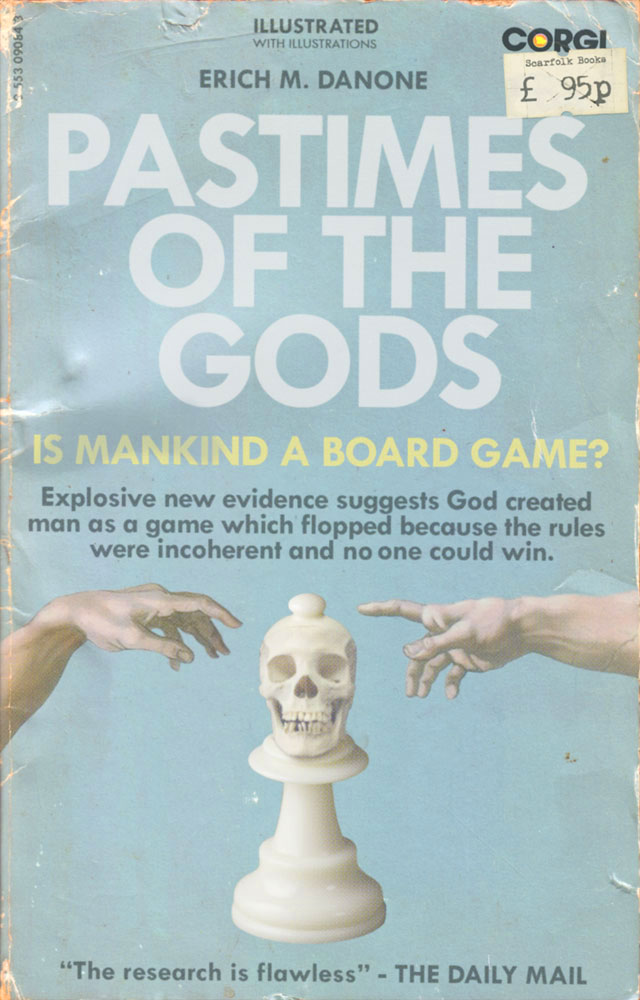 ILLUSTRATED
WITH ILLUSTRATIONS
CORGI
Scarfolk Books
£ 95p
ERICH M. DANONE
PASTIMES
OF THE
GODS
IS MANKIND A BOARD GAME?
Explosive new evidence suggests God created
man as a game which flopped because the rules
were incoherent and no one could win.
"The research is flawless" - THE DAILY MAIL